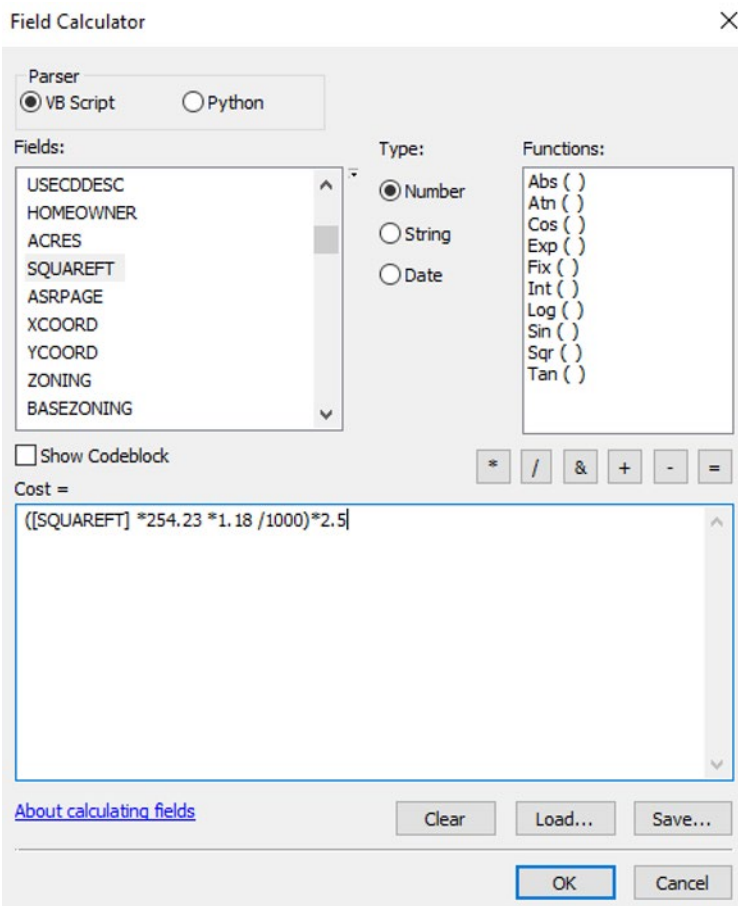 Field Calculator
Parser
VB Script Python
Fields:
Type:
Functions:
USECDDESC
HOMEOWNER
ACRES
SQUAREFT
ASRPAGE
XCOORD
YCOORD
ZONING
BASEZONING
Number
String
Date
Abs ( )
Atn ( )
Cos ( )
Exp ( )
Fix ( )
Int ( )
Log ( )
Sin ( )
Sqr ( )
Tan ( )
Show Codeblock
* / & + - =
Cost =
([SQUAREFT] *254.23 *1.18 /1000)*2.5
About calculating fields
Clear Load... Save...
OK Cancel